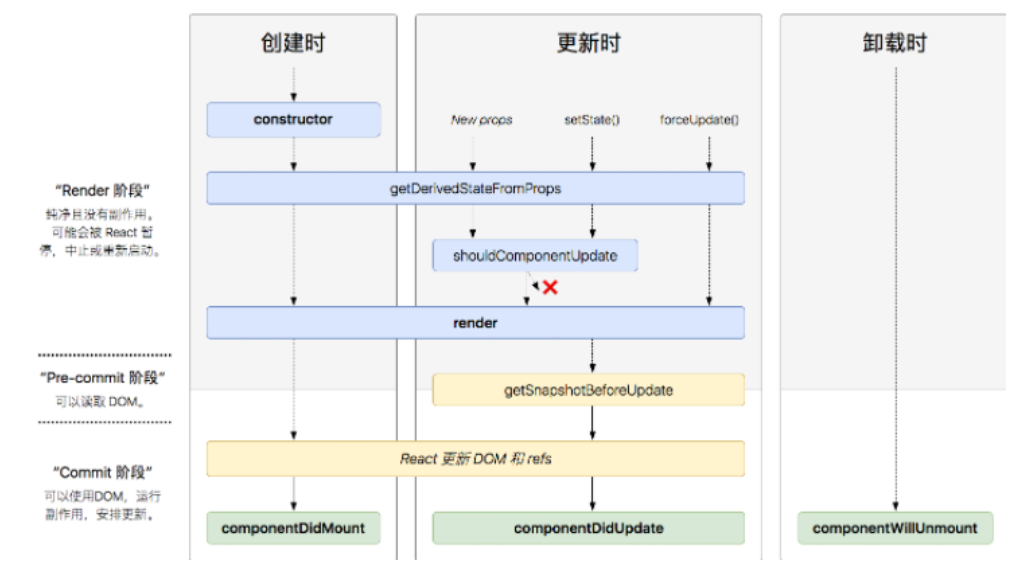 创建时
更新时
卸载时
constructor
New props
setState()
forceUpdate()
"Render 阶段"
纯净且没有副作用。
可能会被 React 暂
停，中止或重新启动。
getDerivedStateFromProps
shouldComponentUpdate
render
"Pre-commit 阶段"
可以读取 DOM。
getSnapshotBeforeUpdate
React 更新 DOM 和 refs
"Commit 阶段"
可以使用DOM，运行
副作用，安排更新。
componentDidMount
componentDidUpdate
componentWillUnmount